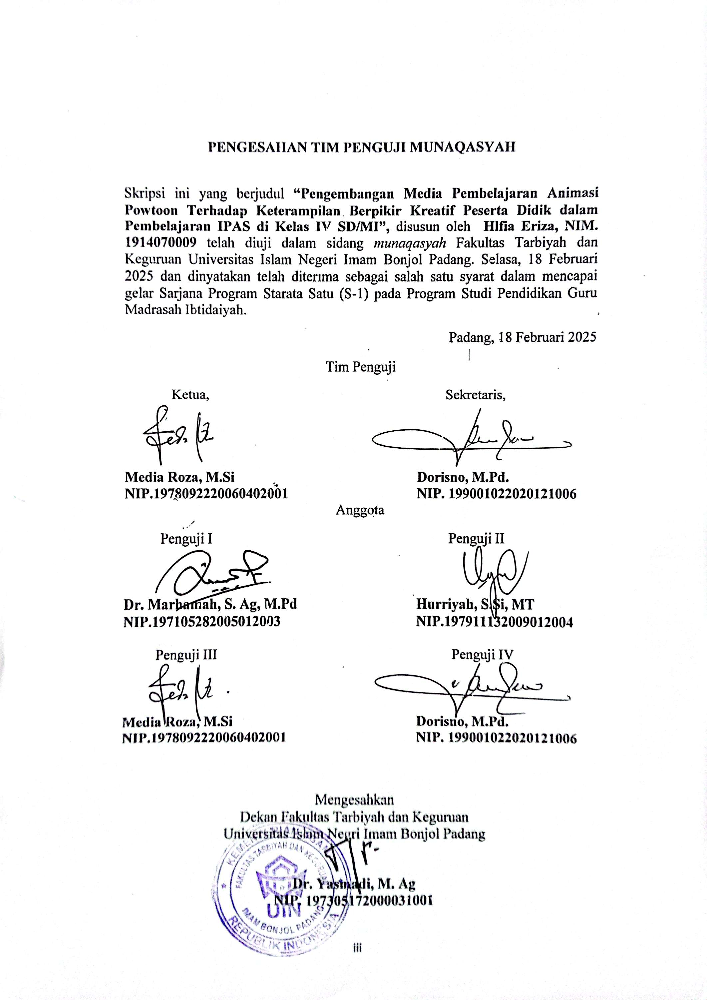 PENGESAHAN TIM PENGUJI MUNAQASYAH
Skripsi ini yang berjudul “Pengembangan Media Pembelajaran Animasi
Powtoon Terhadap Keterampilan Berpikir Kreatif Peserta Didik dalam
Pembelajaran IPAS di Kelas IV SD/MI”, disusun oleh Hlfia Eriza, NIM.
1914070009 telah diuji dalam sidang munaqasyah Fakultas Tarbiyah dan
Keguruan Universitas Islam Negeri Imam Bonjol Padang. Selasa, 18 Februari
2025 dan dinyatakan telah diterima sebagai salah satu syarat dalam mencapai
gelar Sarjana Program Starata Satu (S-1) pada Program Studi Pendidikan Guru
Madrasah Ibtidaiyah.
Padang, 18 Februari 2025
Tim Penguji
Ketua, Sekretaris,
Media Roza, M.Si Dorisno, M.Pd.
NIP.1978092220060402001 NIP. 199001022020121006
Anggota
Penguji I Penguji II
Dr. Marhamah, S. Ag, M.Pd Hurriyah, S.Si, MT
NIP.197105282005012003 NIP.197911132009012004
Penguji III Penguji IV
Media Roza, M.Si Dorisno, M.Pd.
NIP.1978092220060402001 NIP. 199001022020121006
Mengesahkan
Dekan Fakultas Tarbiyah dan Keguruan
Universitas Islam Negri Imam Bonjol Padang
Dr. Yasmadi, M. Ag
NIP. 197305172000031001
FAKULTAS TARBIYAH DAN KEGURUAN
UIN
IMAM BONJOL PADANG
REPUBLIK INDONESIA
iii